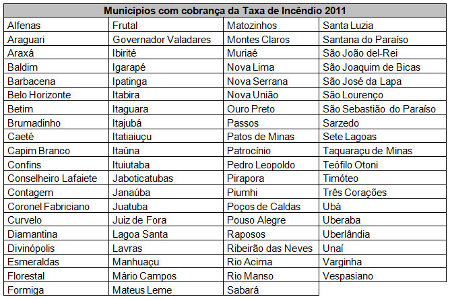 Municípios com cobrança da Taxa de Incêndio 2011
Alfenas Frutal Matozinhos Santa Luzia
Araguari Governador Valadares Montes Claros Santana do Paraíso
Araxá Ibirité Muriaé São João del-Rei
Baldim Igarapé Nova Lima São Joaquim de Bicas
Barbacena Ipatinga Nova Serrana São José da Lapa
Belo Horizonte Itabira Nova União São Lourenço
Betim Itaguara Ouro Preto São Sebastião do Paraíso
Brumadinho Itajubá Passos Sarzedo
Caeté Itatiaiuçu Patos de Minas Sete Lagoas
Capim Branco Itaúna Patrocínio Taquaraçu de Minas
Confins Ituiutaba Pedro Leopoldo Teófilo Otoni
Conselheiro Lafaiete Jaboticatubas Pirapora Timóteo
Contagem Janaúba Piumhi Três Corações
Coronel Fabriciano Juatuba Poços de Caldas Ubá
Curvelo Juiz de Fora Pouso Alegre Uberaba
Diamantina Lagoa Santa Raposos Uberlândia
Divinópolis Lavras Ribeirão das Neves Unaí
Esmeraldas Manhuaçu Rio Acima Varginha
Florestal Mário Campos Rio Manso Vespasiano
Formiga Mateus Leme Sabará